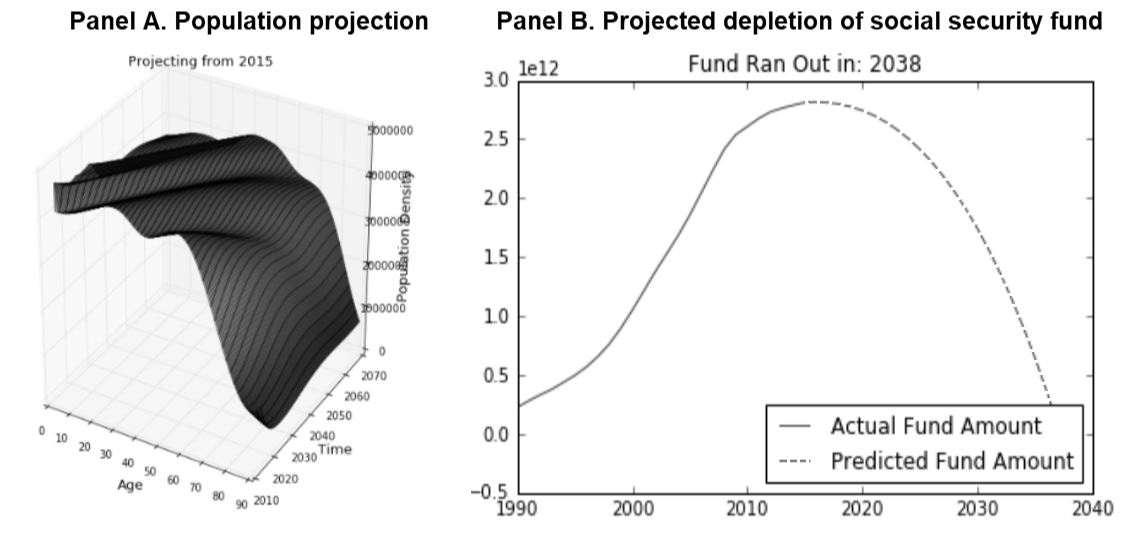 Panel A. Population projection
Projecting from 2015
5000000
4000000
3000000
2000000
1000000
0
Population Density
2070
2060
2050
2040
2030
2020
2010
Time
0
10
20
30
40
50
60
70
80
90
Age
Panel B. Projected depletion of social security fund
Fund Ran Out in: 2038
1e12
3.0
2.5
2.0
1.5
1.0
0.5
0.0
−0.5
Actual Fund Amount
Predicted Fund Amount
1990 2000 2010 2020 2030 2040